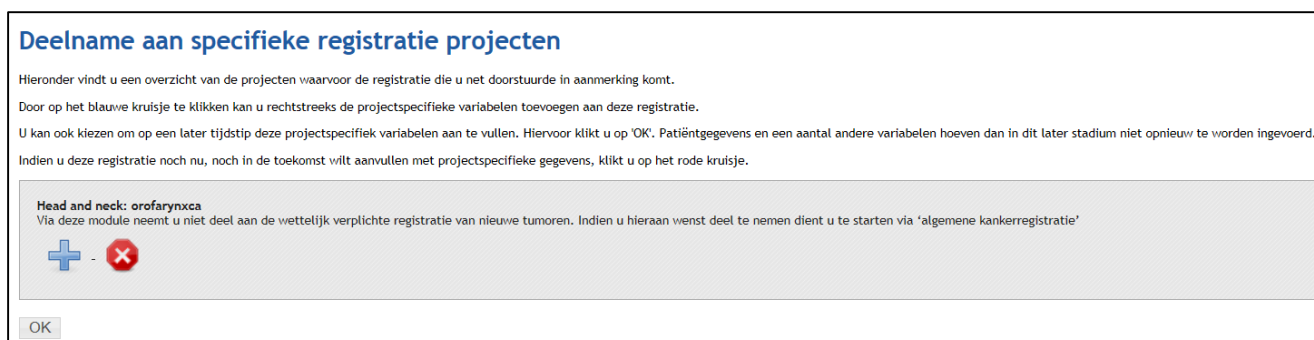 Deelname aan specifieke registratie projecten
Hieronder vindt u een overzicht van de projecten waarvoor de registratie die u net doorstuurde in aanmerking komt.
Door op het blauwe kruisje te klikken kan u rechtstreeks de projectspecifieke variabelen toevoegen aan deze registratie.
U kan ook kiezen om op een later tijdstip deze projectspecifiek variabelen aan te vullen. Hiervoor klikt u op 'OK'. Patiëntgegevens en een aantal andere variabelen hoeven dan in dit later stadium niet opnieuw te worden ingevoerd.
Indien u deze registratie noch nu, noch in de toekomst wilt aanvullen met projectspecifieke gegevens, klikt u op het rode kruisje.
Head and neck: orofarynxca
Via deze module neemt u niet deel aan de wettelijk verplichte registratie van nieuwe tumoren. Indien u hieraan wenst deel te nemen dient u te starten via ‘algemene kankerregistratie’
-
OK